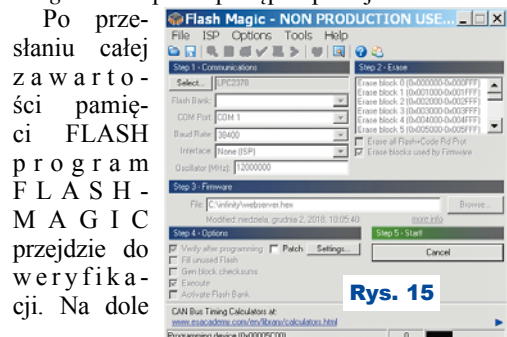 Po prze-
słaniu całej
zawarto-
ści pamię-
ci FLASH
program
FLASH-
MAGIC
przejdzie do
weryfika-
cji. Na dole
Flash Magic - NON PRODUCTION USE...
File ISP Options Tools Help
Step 1 - Communications
Select... LPC2378
Flash Bank:
COM Port: COM 1
Baud Rate: 38400
Interface: None (ISP)
Oscillator (MHz): 12000000
Step 2 - Erase
Erase block 0 (0x000000-0x000FFF)
Erase block 1 (0x001000-0x001FFF)
Erase block 2 (0x002000-0x002FFF)
Erase block 3 (0x003000-0x003FFF)
Erase block 4 (0x004000-0x004FFF)
Erase block 5 (0x005000-0x005FFF)
Erase all Flash+Code Rd Prot
Erase blocks used by Firmware
Step 3 - Firmware
File: C:\infinity\webserver.hex Browse...
Modified: niedziela, grudnia 2, 2018, 10:05:40 more info
Step 4 - Options
Verify after programming Patch Settings...
Fill unused Flash
Gen block checksums
Execute
Activate Flash Bank
Step 5 - Start!
Cancel
Rys. 15
CAN Bus Timing Calculators at:
www.esacademy.com/en/library/calculators.html
Programming device (0x00005C00) 0